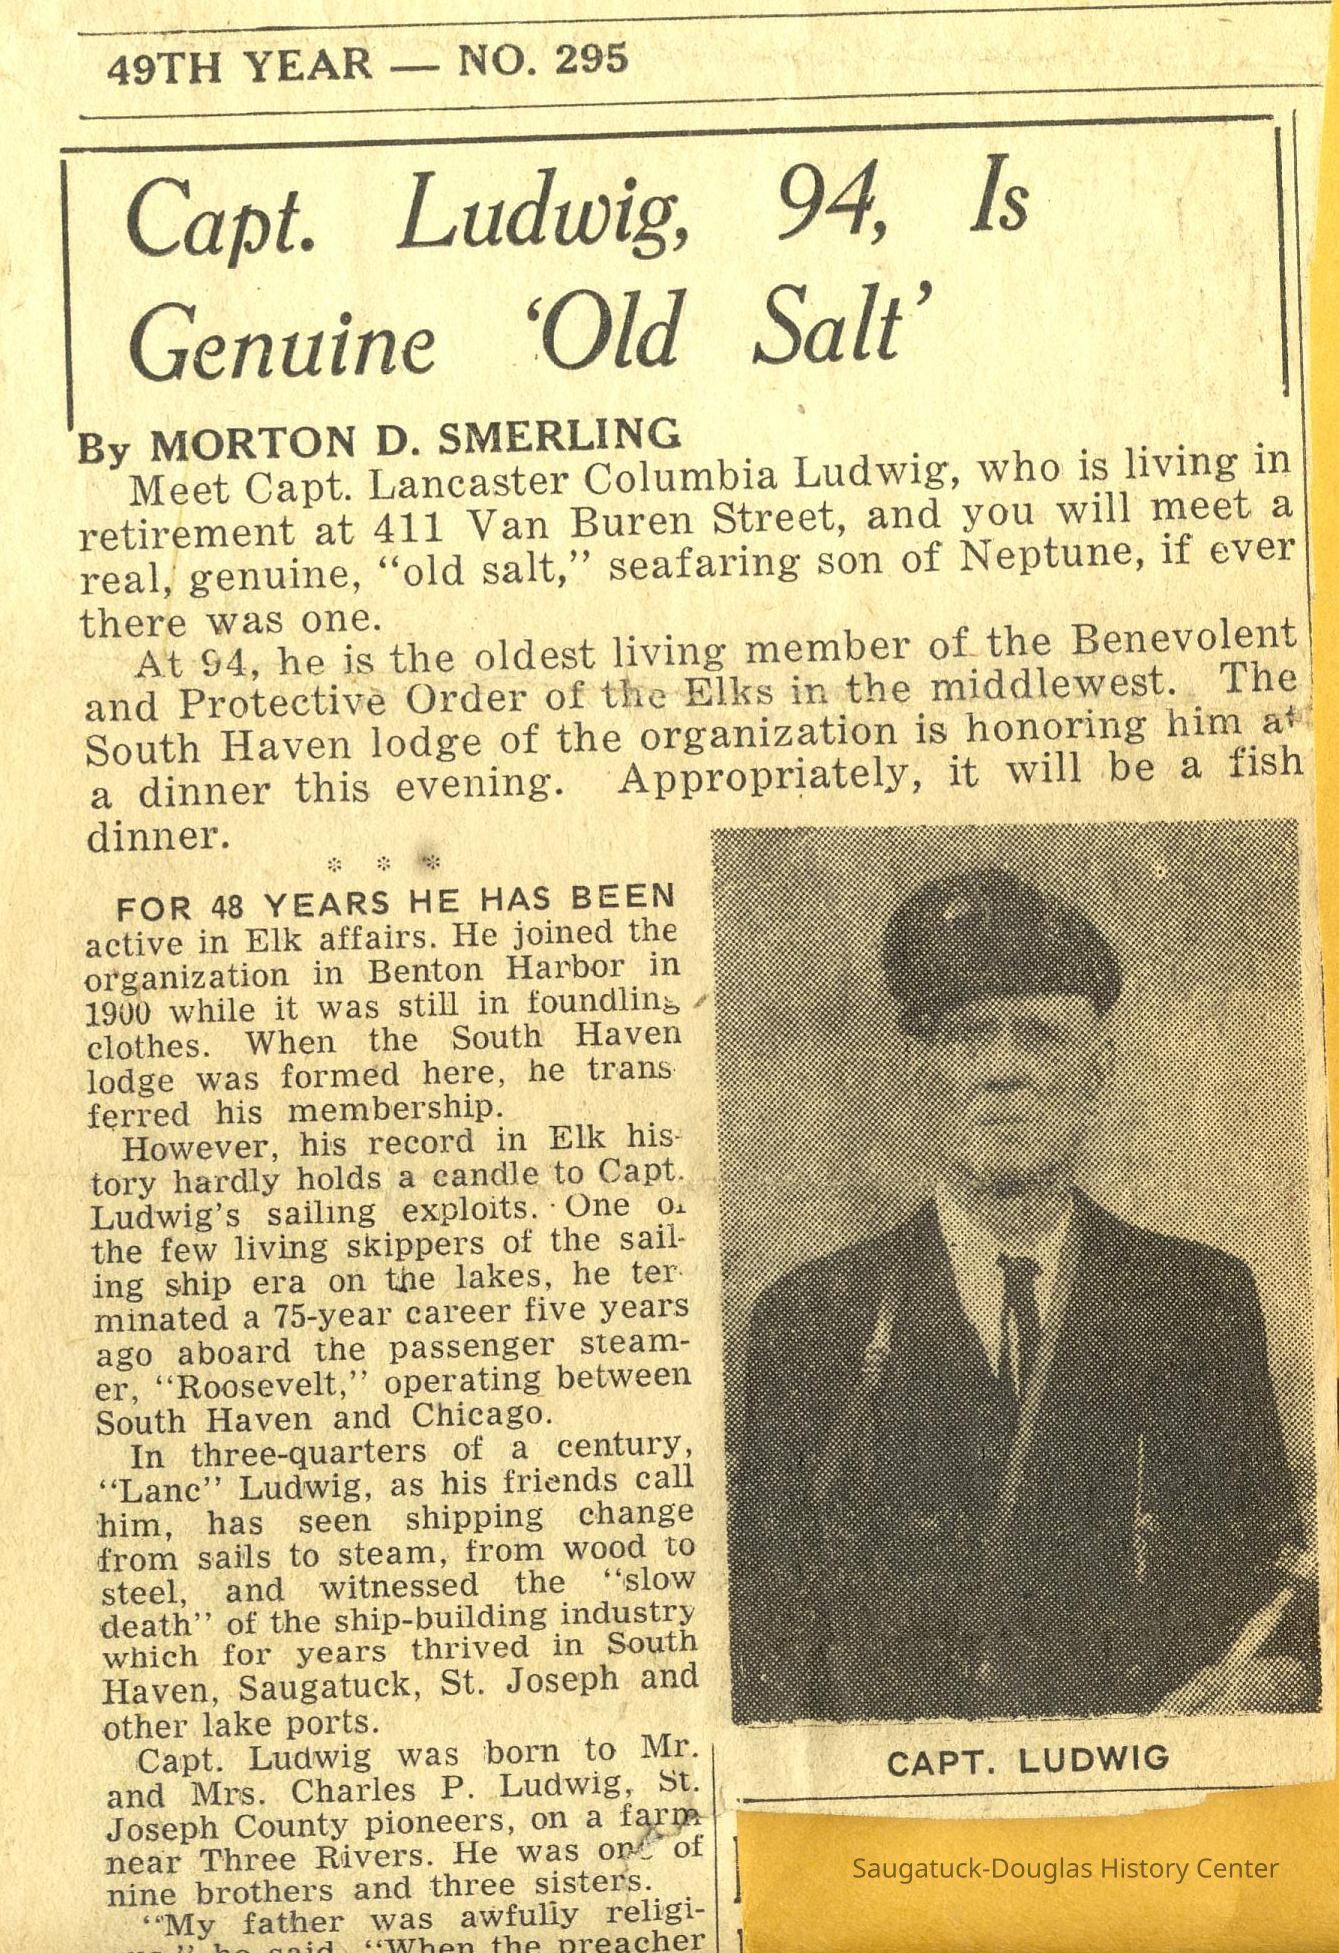 49TH YEAR — NO. 295
Capt. Ludwig, 94, Is
Genuine ‘Old Salt’
By MORTON D. SMERLING
Meet Capt. Lancaster Columbia Ludwig, who is living in
retirement at 411 Van Buren Street, and you will meet a
real, genuine, “old salt,” seafaring son of Neptune, if ever
there was one.
At 94, he is the oldest living member of the Benevolent
and Protective Order of the Elks in the middlewest. The
South Haven lodge of the organization is honoring him at
a dinner this evening. Appropriately, it will be a fish
dinner.
* * *
FOR 48 YEARS HE HAS BEEN
active in Elk affairs. He joined the
organization in Benton Harbor in
1900 while it was still in foundling
clothes. When the South Haven
lodge was formed here, he trans-
ferred his membership.
However, his record in Elk his-
tory hardly holds a candle to Capt.
Ludwig's sailing exploits. One of
the few living skippers of the sail-
ing ship era on the lakes, he ter-
minated a 75-year career five years
ago aboard the passenger steam-
er, “Roosevelt,” operating between
South Haven and Chicago.
In three-quarters of a century,
“Lanc” Ludwig, as his friends call
him, has seen shipping change
from sails to steam, from wood to
steel, and witnessed the “slow
death” of the ship-building industry
which for years thrived in South
Haven, Saugatuck, St. Joseph and
other lake ports.
Capt. Ludwig was born to Mr.
and Mrs. Charles P. Ludwig, St.
Joseph County pioneers, on a farm
near Three Rivers. He was one of
nine brothers and three sisters.
“My father was awfully religi-
ous,” he said. “When the preacher
CAPT. LUDWIG
Saugatuck-Douglas History Center